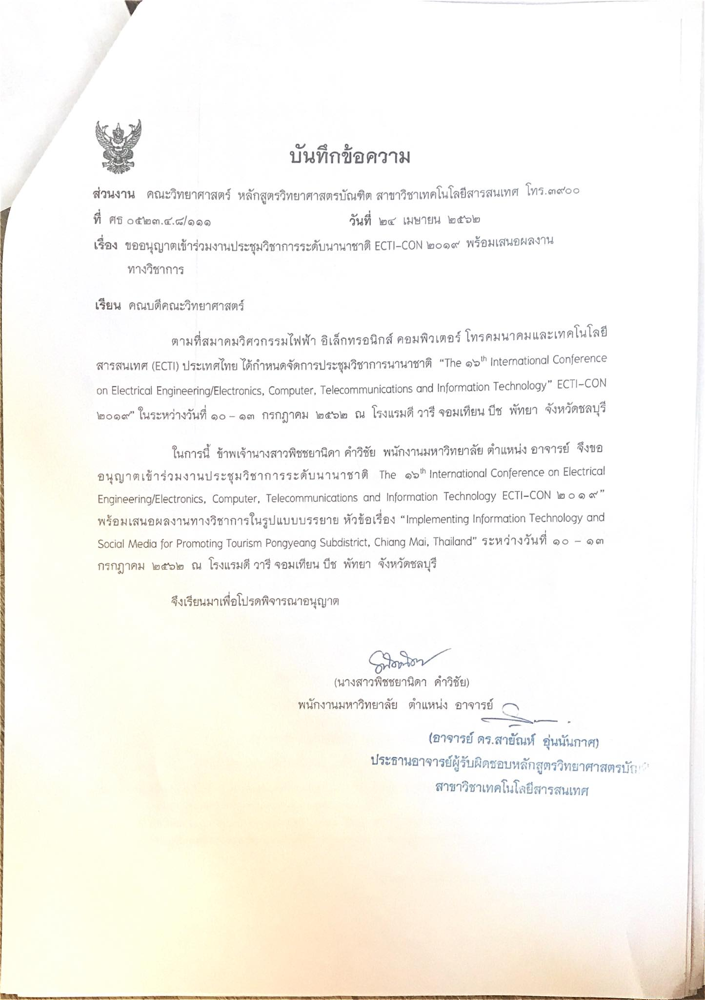 บันทึกข้อความ
ส่วนงาน คณะวิทยาศาสตร์ หลักสูตรวิทยาศาสตรบัณฑิต สาขาวิชาเทคโนโลยีสารสนเทศ โทร.๓๙๐๐
ที่ ศธ ๐๕๒๓.๔.๘/๑๑๑ วันที่ ๒๔ เมษายน ๒๕๖๒
เรื่อง ขออนุญาตเข้าร่วมงานประชุมวิชาการระดับนานาชาติ ECTI-CON ๒๐๑๙ พร้อมเสนอผลงาน
ทางวิชาการ
เรียน คณบดีคณะวิทยาศาสตร์
ตามที่สมาคมวิศวกรรมไฟฟ้า อิเล็กทรอนิกส์ คอมพิวเตอร์ โทรคมนาคมและเทคโนโลยี
สารสนเทศ (ECTI) ประเทศไทย ได้กำหนดจัดการประชุมวิชาการนานาชาติ “The ๑๖th International Conference
on Electrical Engineering/Electronics, Computer, Telecommunications and Information Technology” ECTI-CON
๒๐๑๙” ในระหว่างวันที่ ๑๐ – ๑๓ กรกฎาคม ๒๕๖๒ ณ โรงแรมดี วารี จอมเทียน บีช พัทยา จังหวัดชลบุรี
ในการนี้ ข้าพเจ้านางสาวพิชชยานิดา คำวิชัย พนักงานมหาวิทยาลัย ตำแหน่ง อาจารย์ จึงขอ
อนุญาตเข้าร่วมงานประชุมวิชาการระดับนานาชาติ The ๑๖th International Conference on Electrical
Engineering/Electronics, Computer, Telecommunications and Information Technology ECTI-CON ๒๐๑๙”
พร้อมเสนอผลงานทางวิชาการในรูปแบบบรรยาย หัวข้อเรื่อง “Implementing Information Technology and
Social Media for Promoting Tourism Pongyeang Subdistrict, Chiang Mai, Thailand” ระหว่างวันที่ ๑๐ – ๑๓
กรกฎาคม ๒๕๖๒ ณ โรงแรมดี วารี จอมเทียน บีช พัทยา จังหวัดชลบุรี
จึงเรียนมาเพื่อโปรดพิจารณาอนุญาต
(นางสาวพิชชยานิดา คำวิชัย)
พนักงานมหาวิทยาลัย ตำแหน่ง อาจารย์
(อาจารย์ ดร.สายัณห์ อุ่นนันกาศ)
ประธานอาจารย์ผู้รับผิดชอบหลักสูตรวิทยาศาสตรบัณฑิต
สาขาวิชาเทคโนโลยีสารสนเทศ